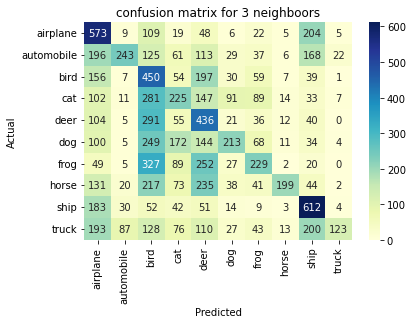 confusion matrix for 3 neighboors
airplane 573 9 109 19 48 6 22 5 204 5
automobile 196 243 125 61 113 29 37 6 168 22
bird 156 7 450 54 197 30 59 7 39 1
cat 102 11 281 225 147 91 89 14 33 7
deer 104 5 291 55 436 21 36 12 40 0
dog 100 5 249 172 144 213 68 11 34 4
frog 49 5 327 89 252 27 229 2 20 0
horse 131 20 217 73 235 38 41 199 44 2
ship 183 30 52 42 51 14 9 3 612 4
truck 193 87 128 76 110 27 43 13 200 123
airplane automobile bird cat deer dog frog horse ship truck
Predicted
Actual
600
500
400
300
200
100
0